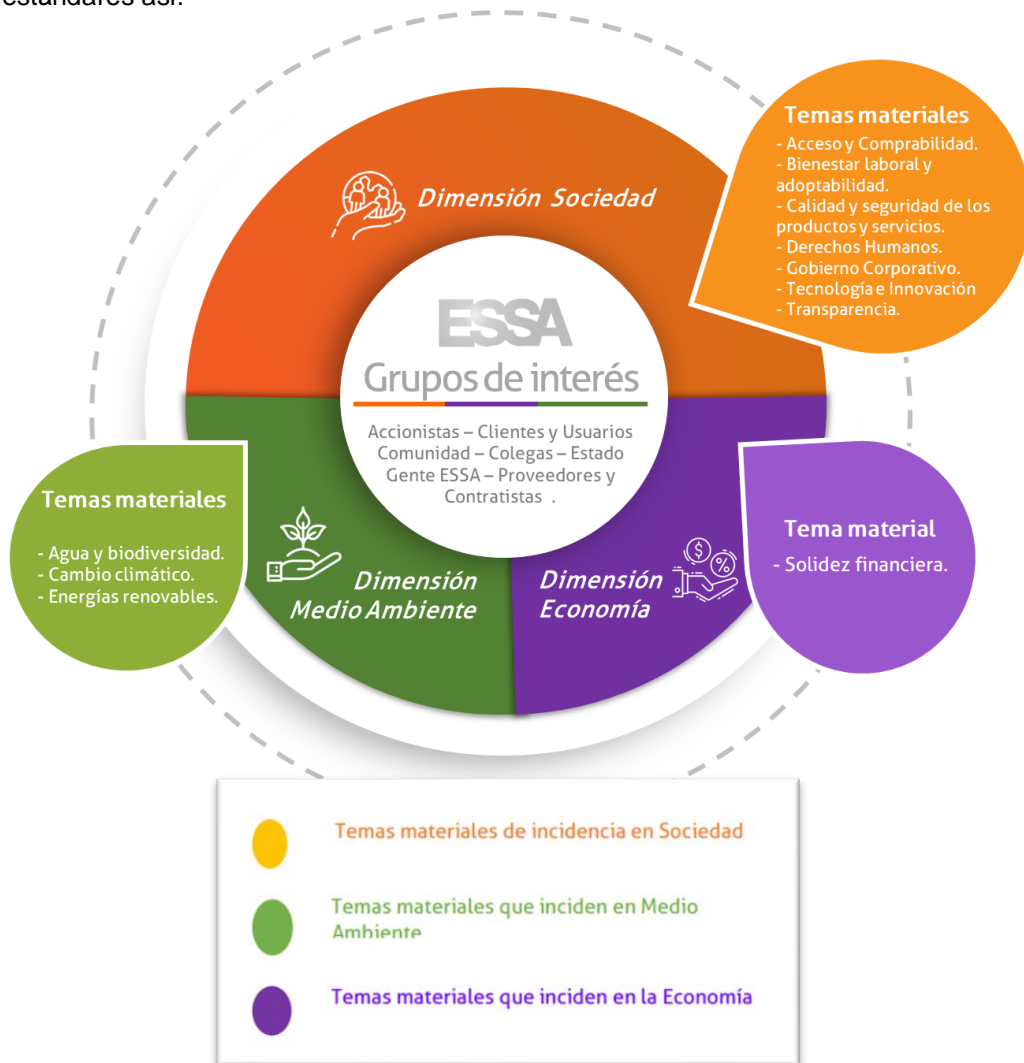 estándares así:
Temas materiales
- Acceso y Comprabilidad.
- Bienestar laboral y
adoptabilidad.
- Calidad y seguridad de los
productos y servicios.
- Derechos Humanos.
- Gobierno Corporativo.
- Tecnología e Innovación
- Transparencia.
Dimensión Sociedad
ESSA
Grupos de interés
Accionistas – Clientes y Usuarios
Comunidad – Colegas – Estado
Gente ESSA – Proveedores y
Contratistas .
Temas materiales
- Agua y biodiversidad.
- Cambio climático.
- Energías renovables.
Dimensión
Medio Ambiente
Dimensión
Economía
$
%
Tema material
- Solidez financiera.
Temas materiales de incidencia en Sociedad
Temas materiales que inciden en Medio
Ambiente
Temas materiales que inciden en la Economía